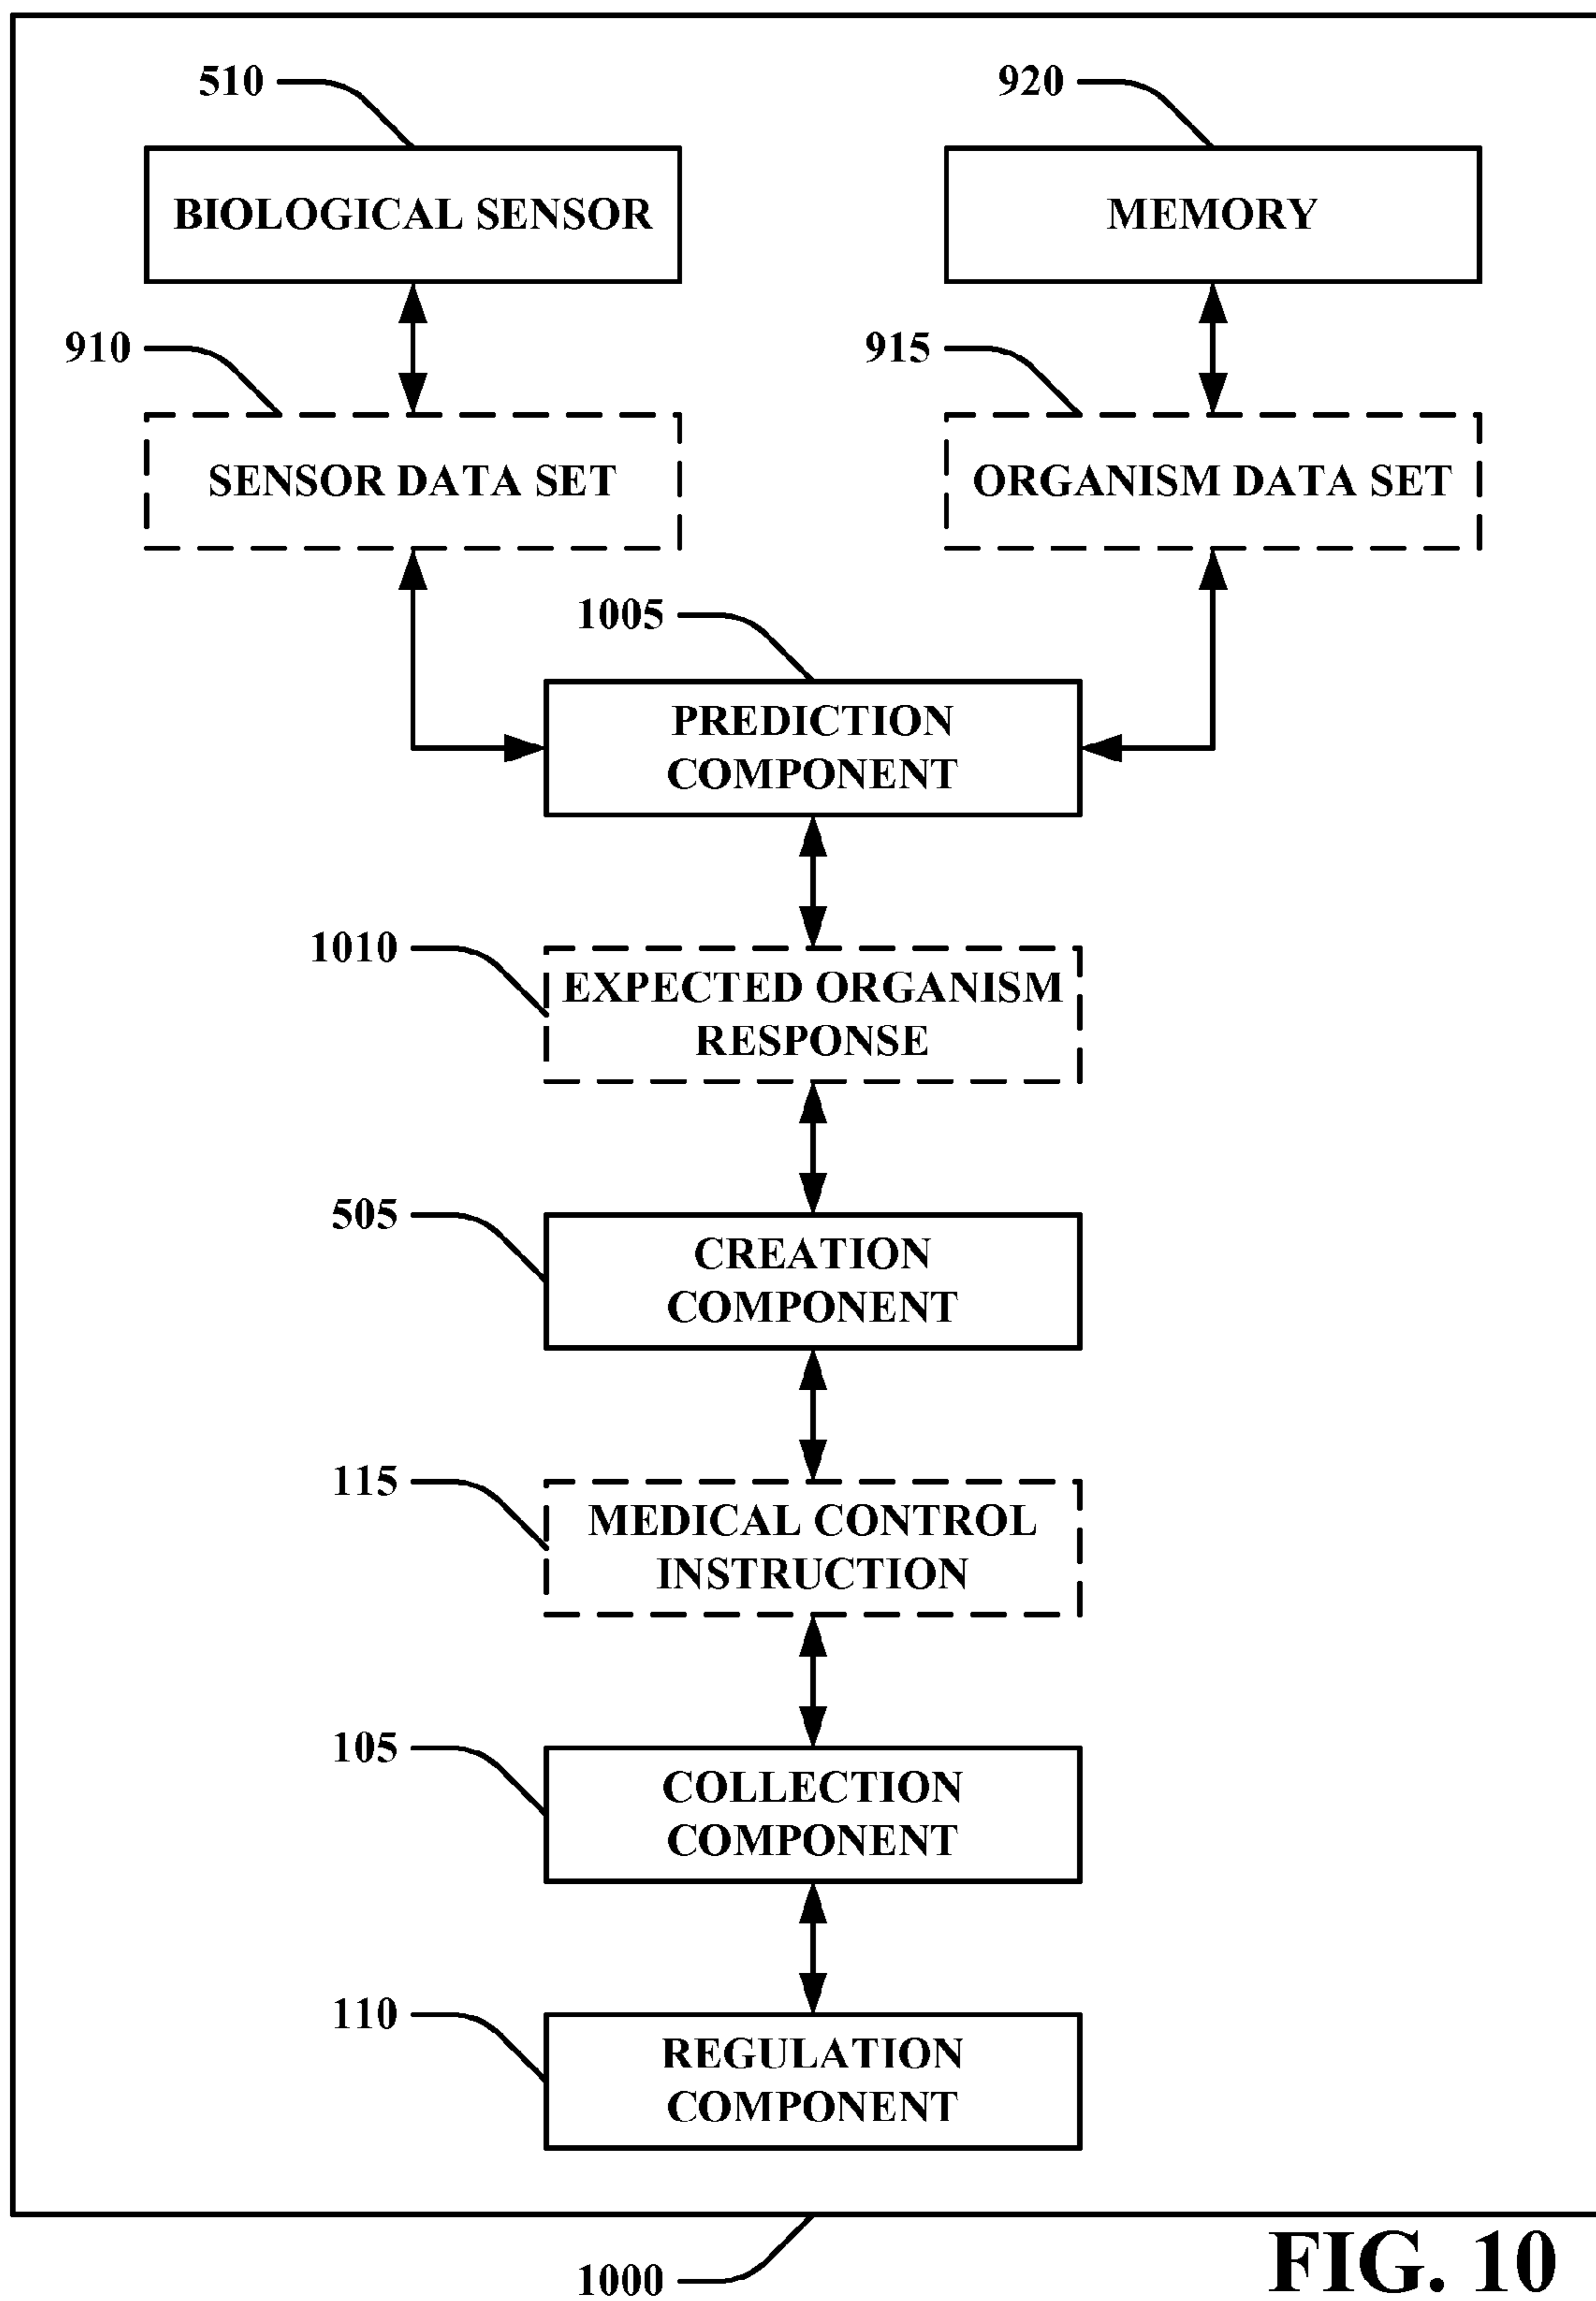 510
920
BIOLOGICAL SENSOR
MEMORY
910
915
SENSOR DATA SET
ORGANISM DATA SET
1005
PREDICTION
COMPONENT
1010
EXPECTED ORGANISM
RESPONSE
505
CREATION
COMPONENT
115
MEDICAL CONTROL
INSTRUCTION
105
COLLECTION
COMPONENT
110
REGULATION
COMPONENT
1000
FIG. 10